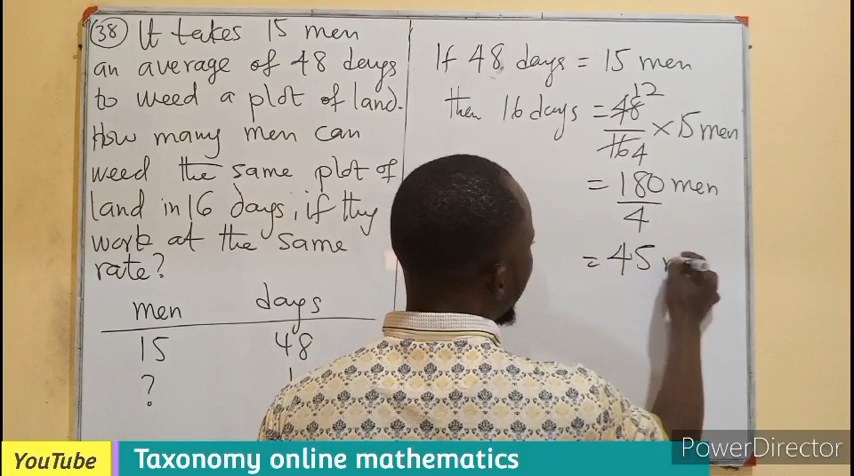 38 It takes 15 men
an average of 48 days
to weed a plot of land.
How many men can
weed the same plot of
land in 16 days, if they
work at the same
rate?
men days
15 48
? 1
If 48 days = 15 men
then 16 days = 48 12
16 4 × 15 men
= 180 men
4
= 45 m
PowerDirector
YouTube Taxonomy online mathematics